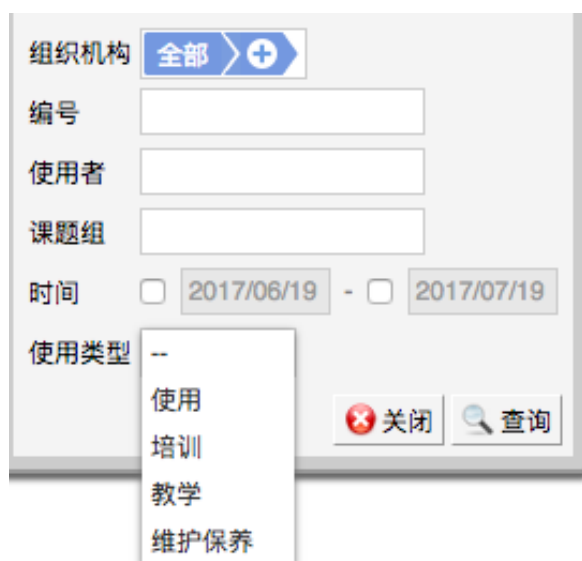 组织机构 全部
编号
使用者
课题组
时间 2017/06/19 - 2017/07/19
使用类型 --
使用
关闭 查询
培训
教学
维护保养